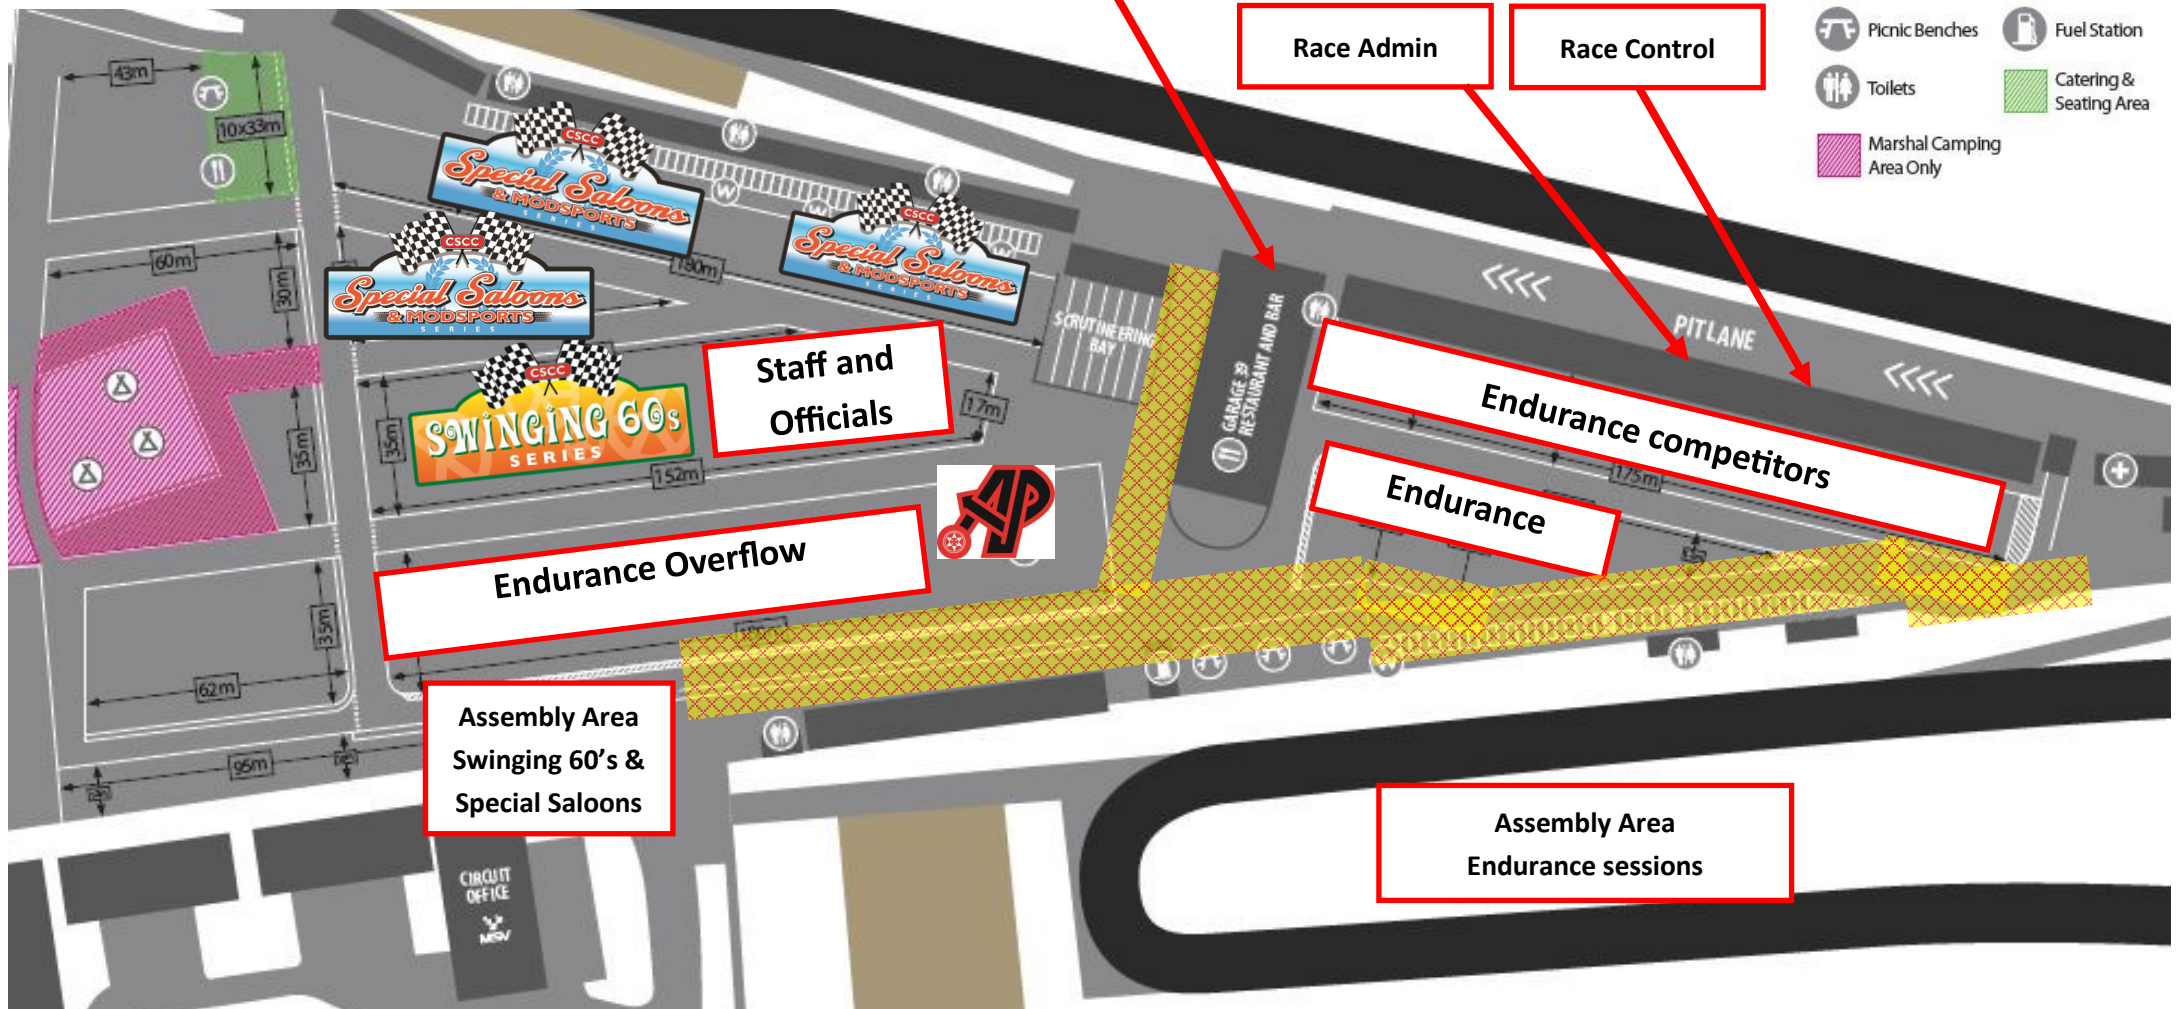 Race Admin
Race Control
Picnic Benches
Fuel Station
Toilets
Catering &
Seating Area
Marshal Camping
Area Only
43m
10x33m
CSCC
Special Saloons
& MODSPORTS
SERIES
W
CSCC
Special Saloons
& MODSPORTS
SERIES
CSCC
Special Saloons
& MODSPORTS
SERIES
60m
30m
180m
SCRUTINEERING
BAY
GARAGE 39
RESTAURANT AND BAR
PIT LANE
Staff and
Officials
CSCC
SWINGING 60s
SERIES
35m
35m
17m
152m
AP
Endurance competitors
175m
Endurance
Endurance Overflow
35m
62m
95m
Assembly Area
Swinging 60's &
Special Saloons
Assembly Area
Endurance sessions
CIRCUIT
OFFICE
MSV